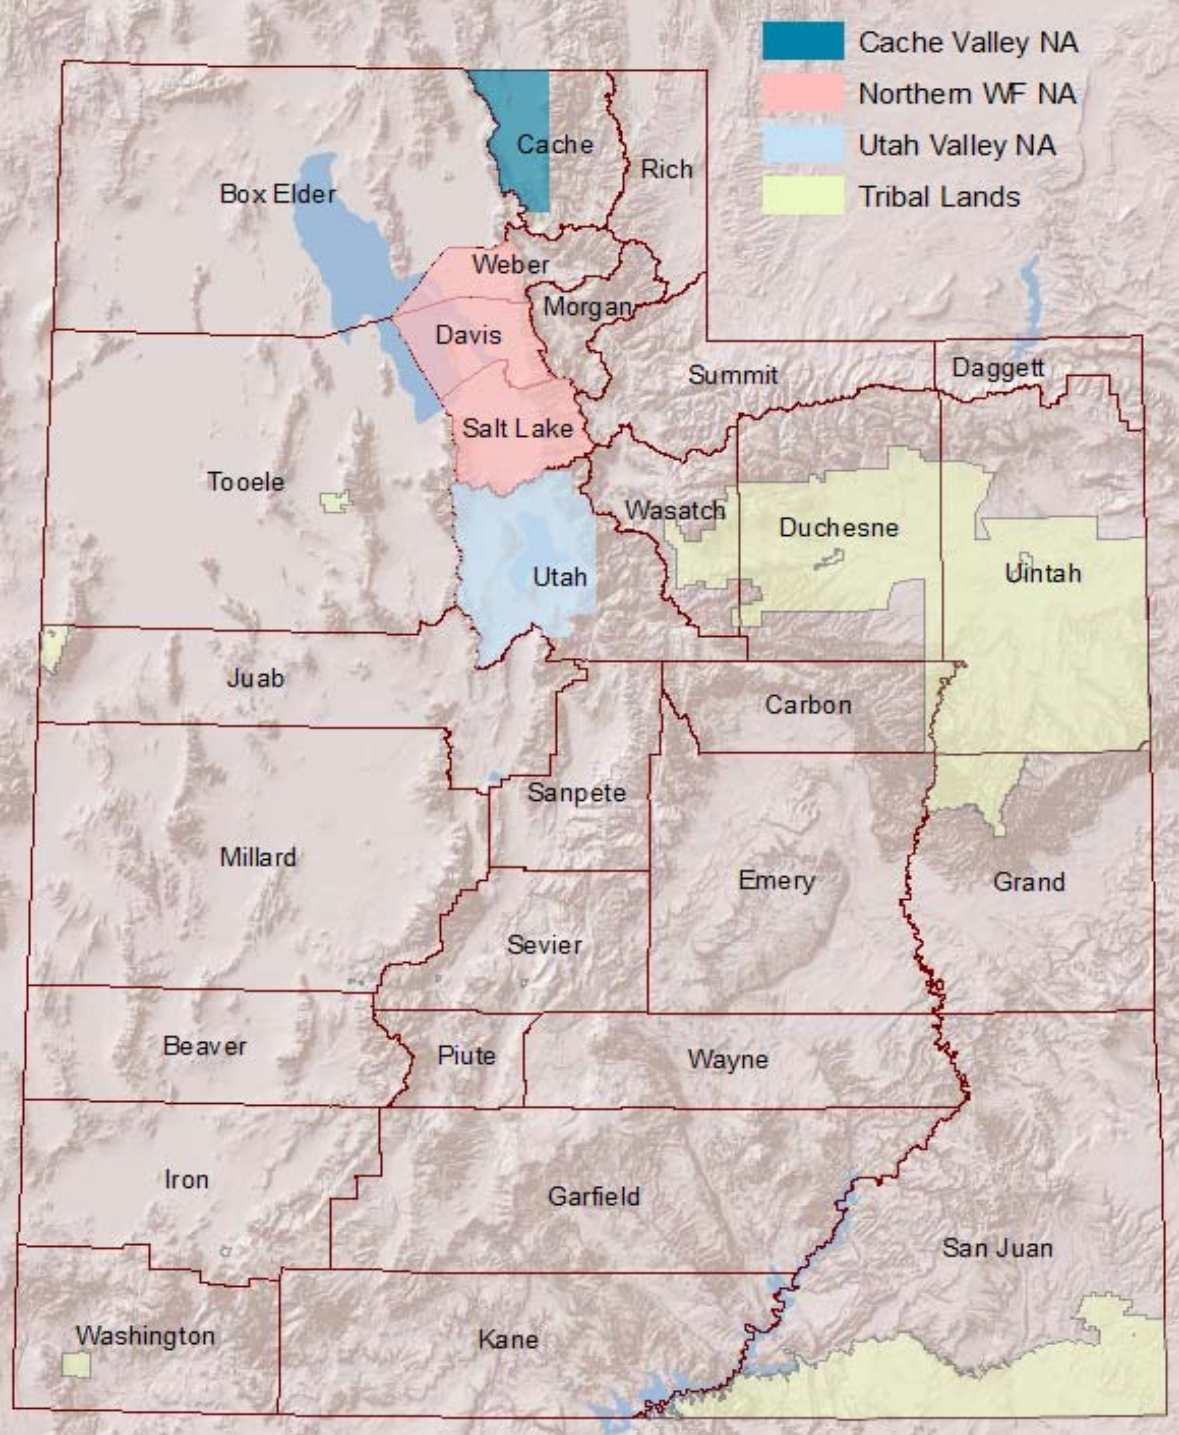 Cache Valley NA
Northern WF NA
Utah Valley NA
Tribal Lands
Cache
Rich
Box Elder
Weber
Morgan
Davis
Summit
Daggett
Salt Lake
Tooele
Wasatch
Duchesne
Uintah
Utah
Juab
Carbon
Sanpete
Millard
Emery
Grand
Sevier
Beaver
Piute
Wayne
Iron
Garfield
San Juan
Washington
Kane